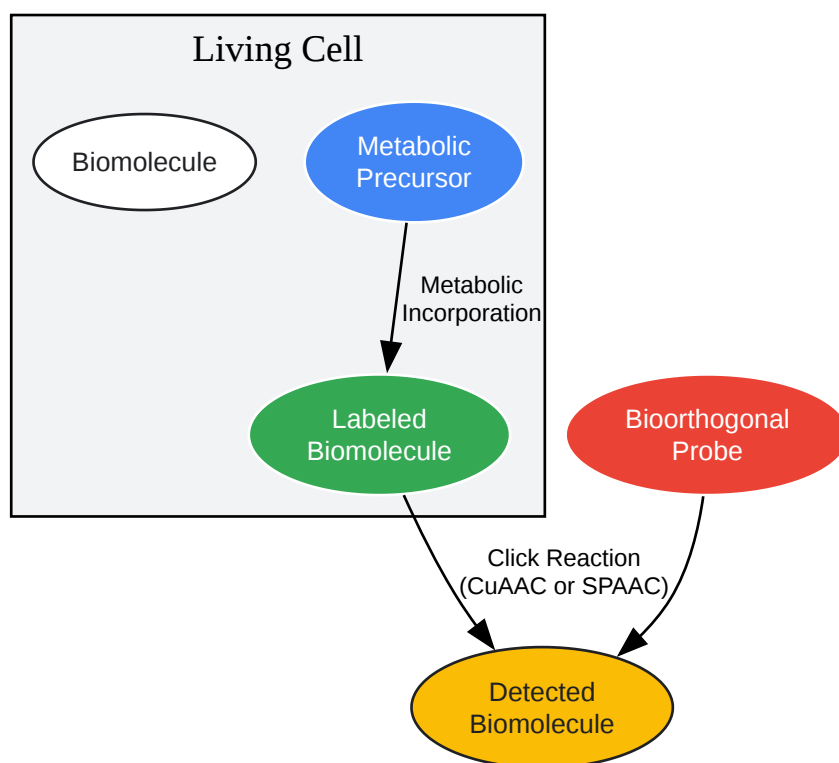 Living Cell
Biomolecule
Metabolic
Precursor
Metabolic
Incorporation
Labeled
Biomolecule
Bioorthogonal
Probe
Click Reaction
(CuAAC or SPAAC)
Detected
Biomolecule